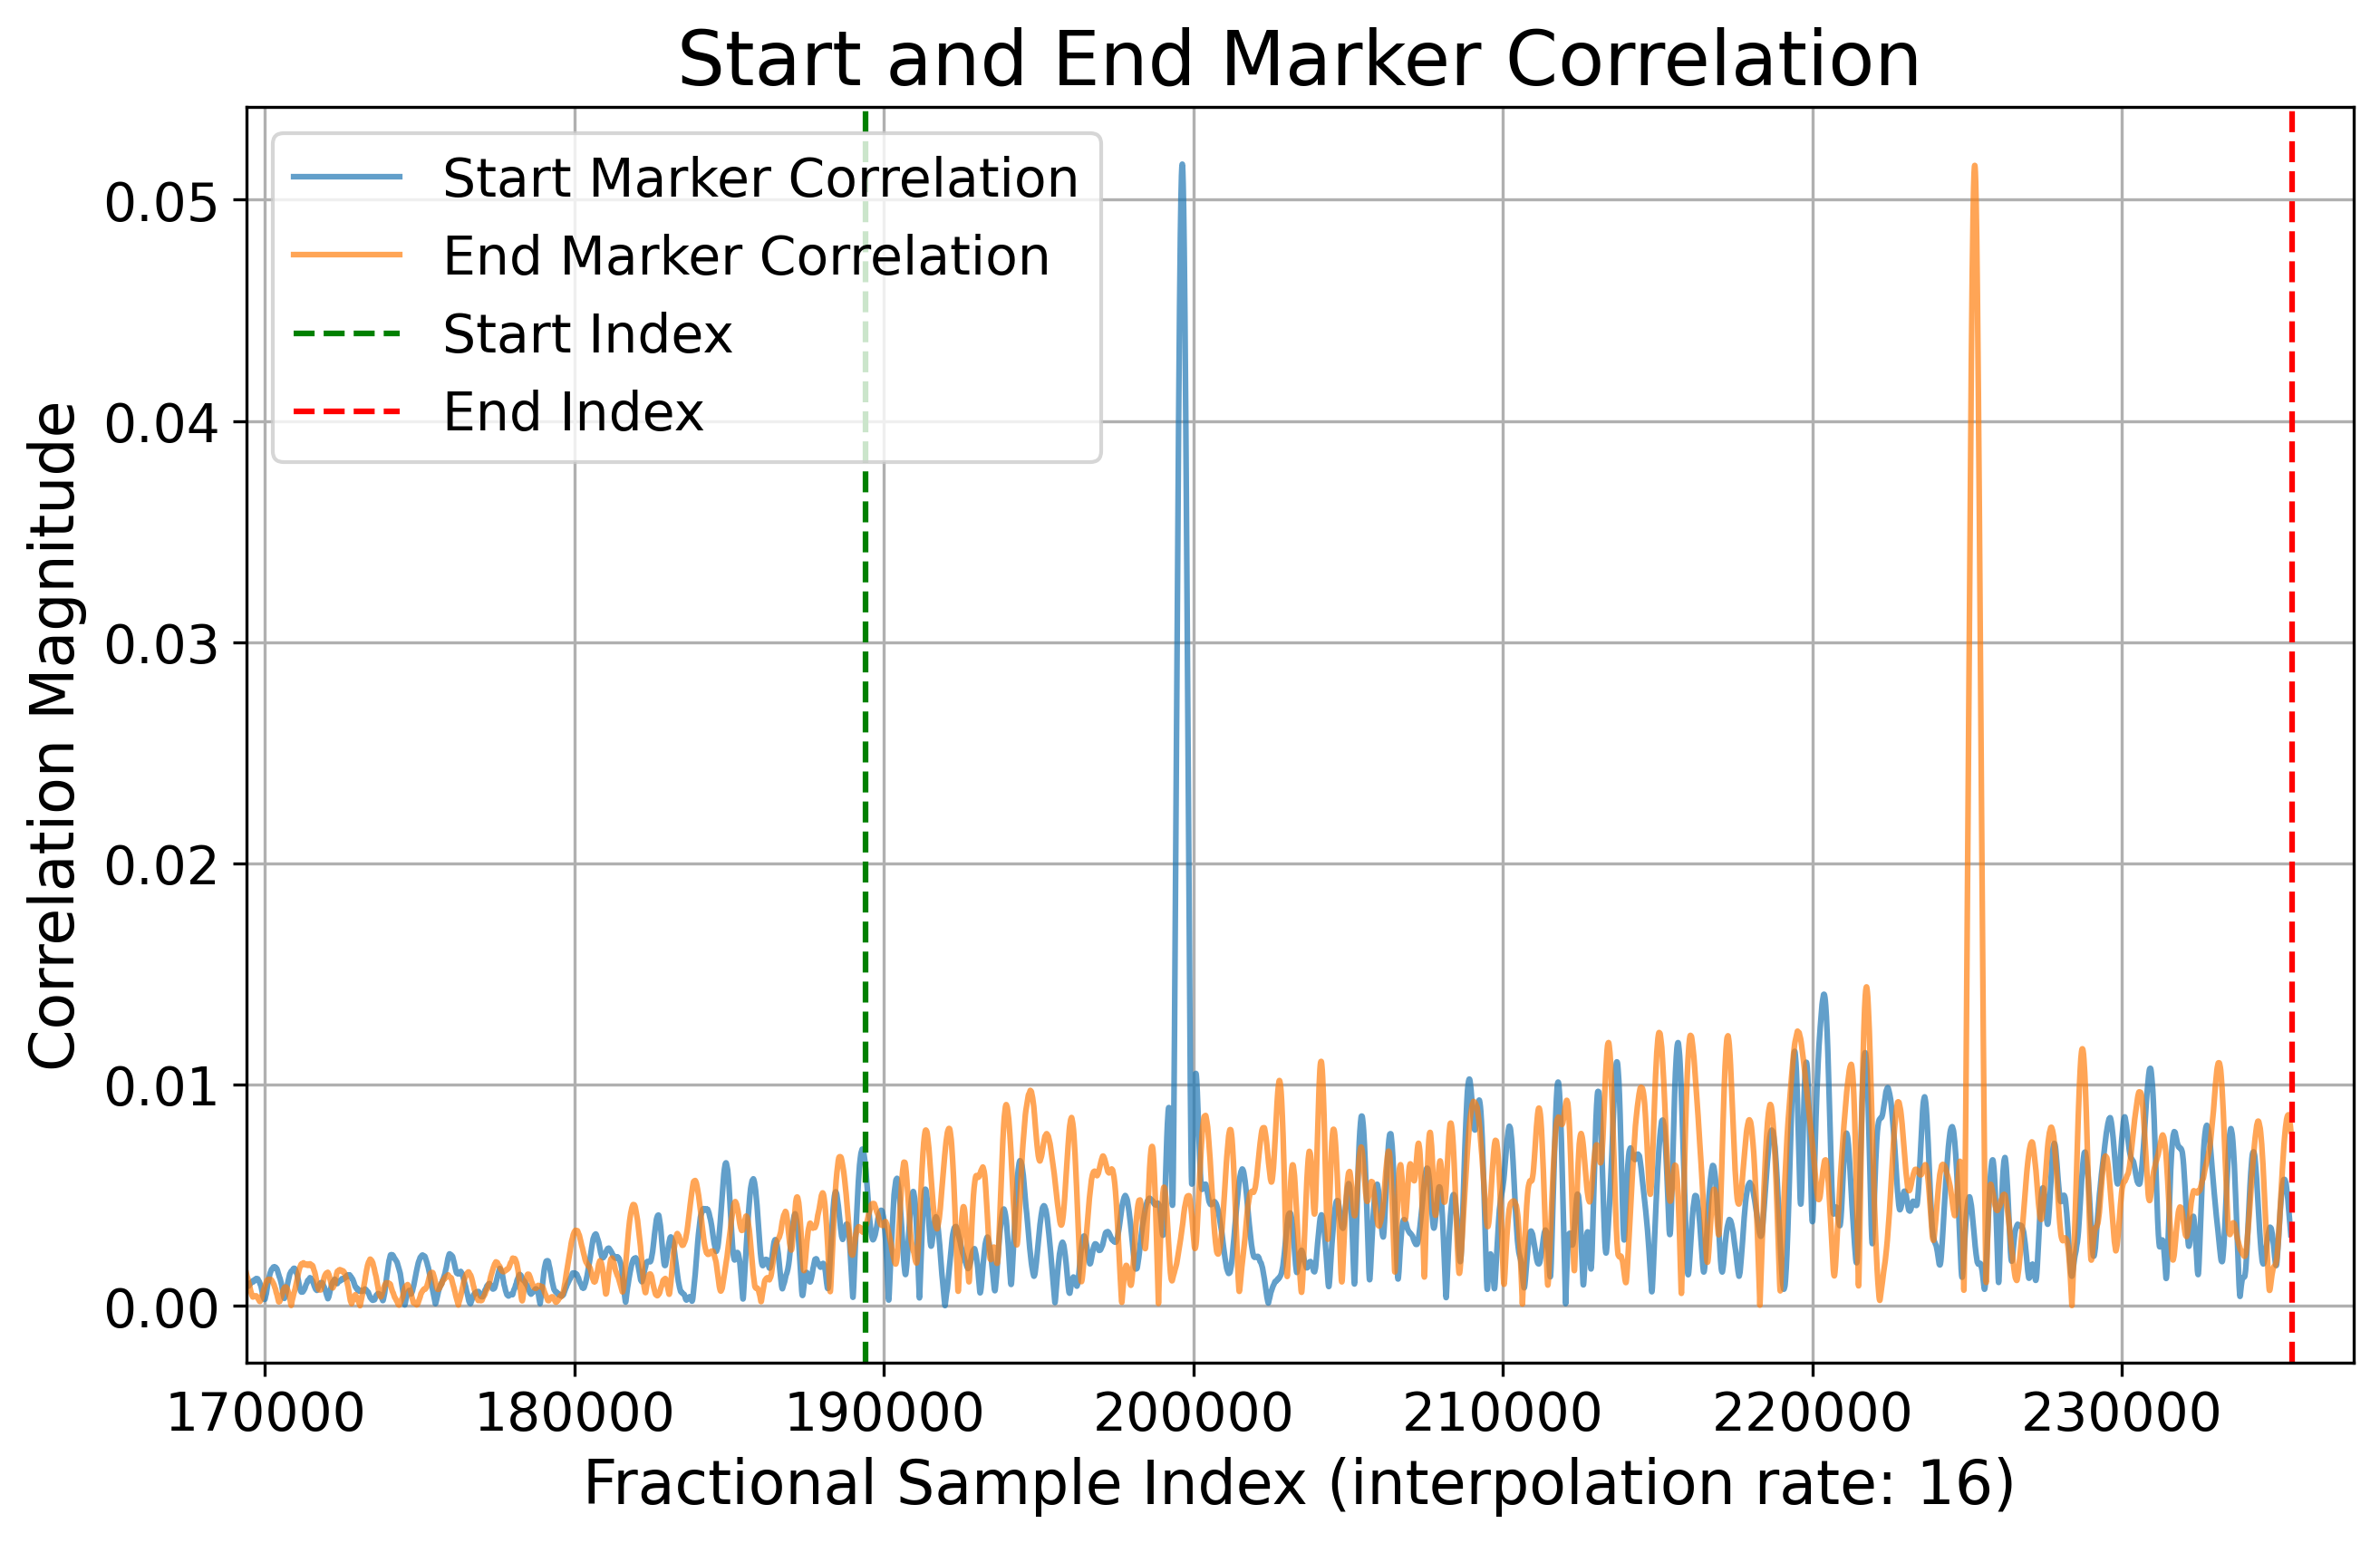 Start and End Marker Correlation
Start Marker Correlation
End Marker Correlation
Start Index
End Index
Correlation Magnitude
0.05
0.04
0.03
0.02
0.01
0.00
170000 180000 190000 200000 210000 220000 230000
Fractional Sample Index (interpolation rate: 16)